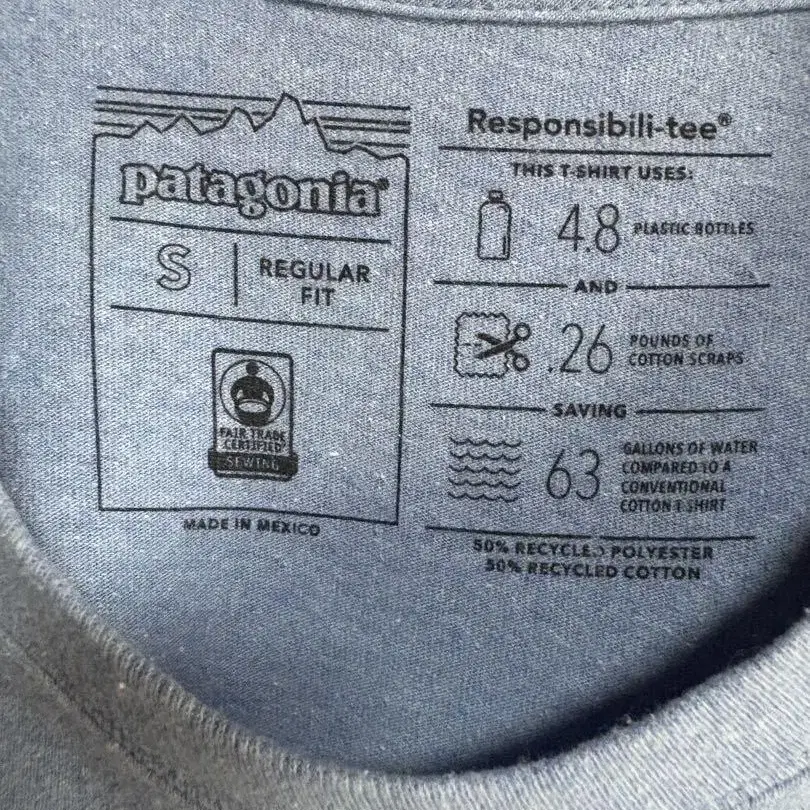 patagonia®
S
REGULAR
FIT
FAIR TRADE
CERTIFIED
SEWING
MADE IN MEXICO
Responsibili-tee®
THIS T-SHIRT USES:
4.8 PLASTIC BOTTLES
AND
.26 POUNDS OF
COTTON SCRAPS
SAVING
63 GALLONS OF WATER
COMPARED TO A
CONVENTIONAL
COTTON T-SHIRT
50% RECYCLED POLYESTER
50% RECYCLED COTTON